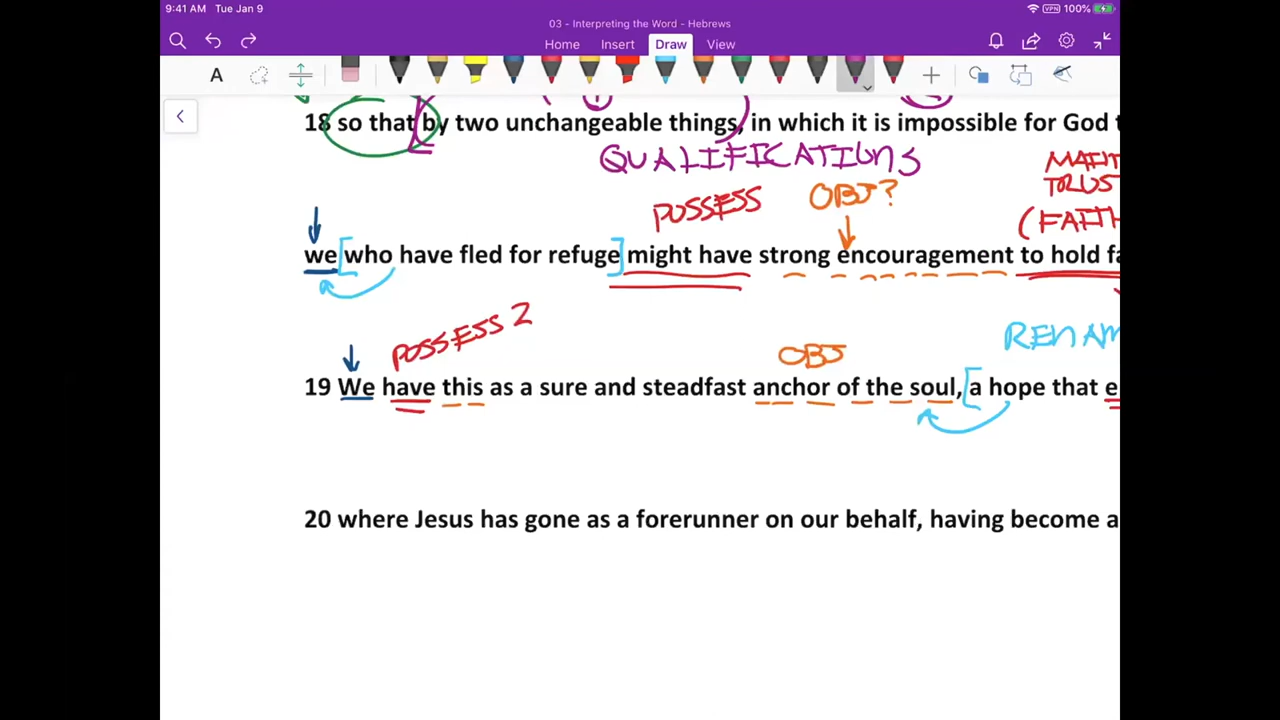 9:41 AM Tue Jan 9
VPN 100%
03 - Interpreting the Word - Hebrews
Home Insert Draw View
A
18 so that by two unchangeable things, in which it is impossible for God
QUALIFICATIONS
POSSESS OBJ?
(FAITH
we [who have fled for refuge] might have strong encouragement to hold
POSSESS 2
OBJ
19 We have this as a sure and steadfast anchor of the soul, [a hope that
20 where Jesus has gone as a forerunner on our behalf, having become a